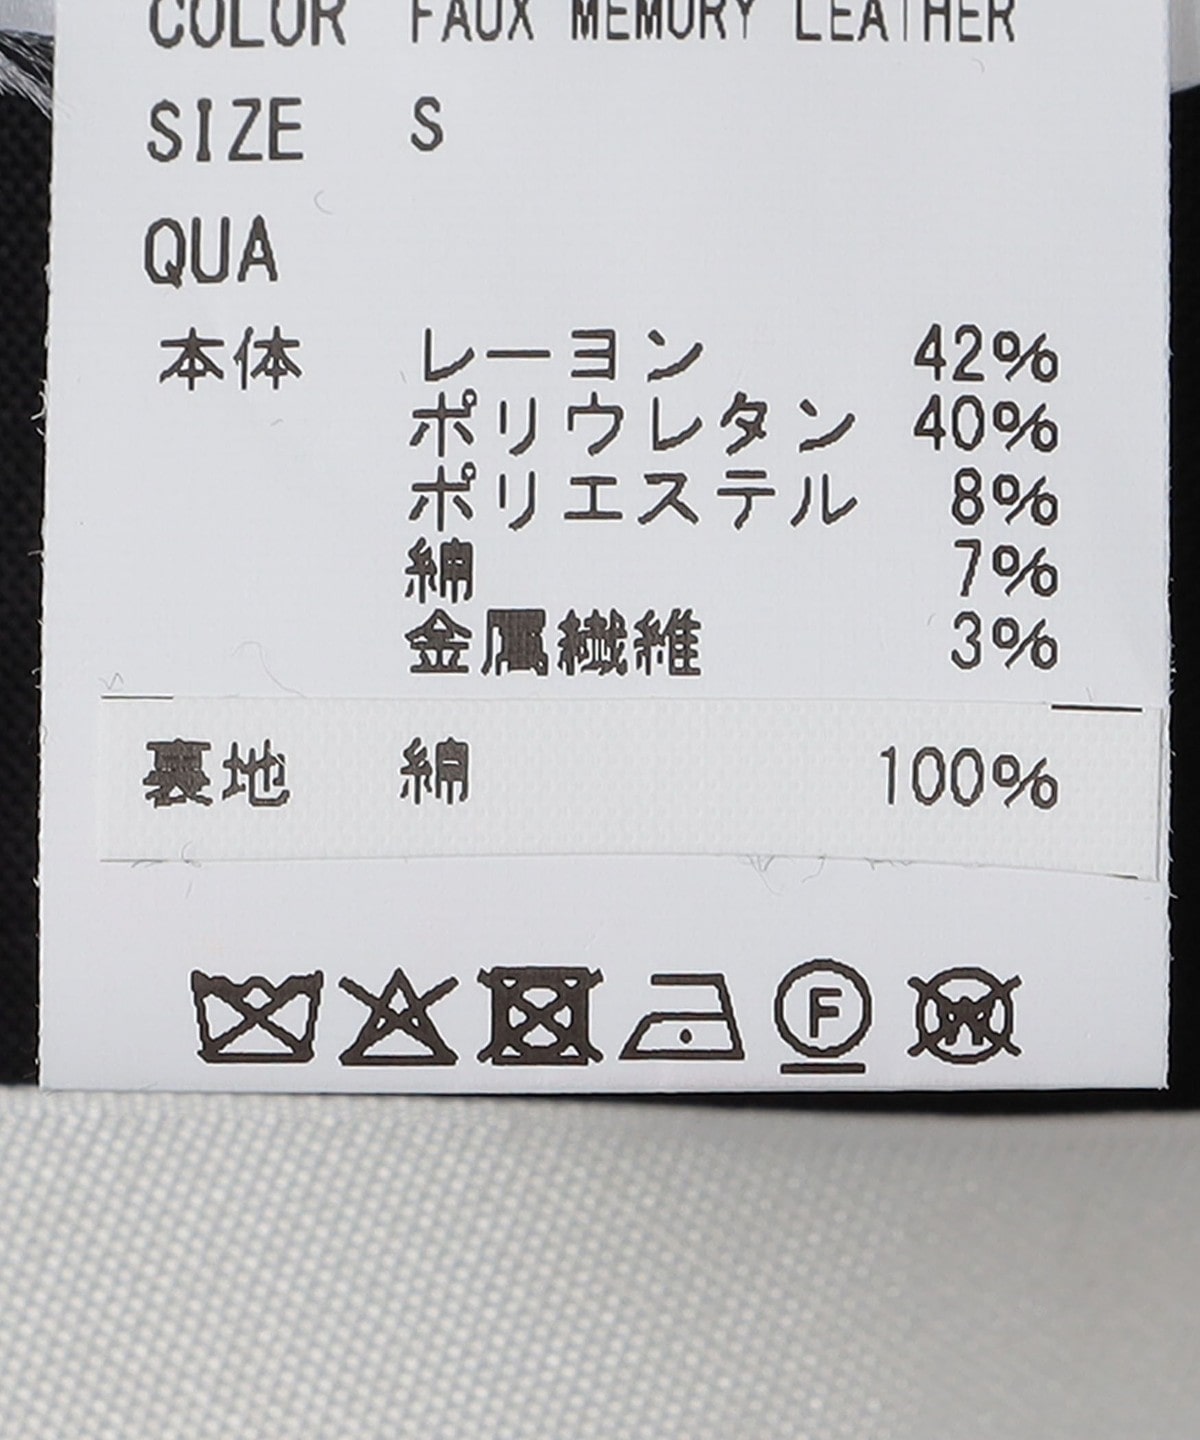 COLOR FAUX MEMORY LEATHER
SIZE S
QUA
本体 レーヨン 42%
ポリウレタン 40%
ポリエステル 8%
綿 7%
金属繊維 3%
裏地 綿 100%
F W